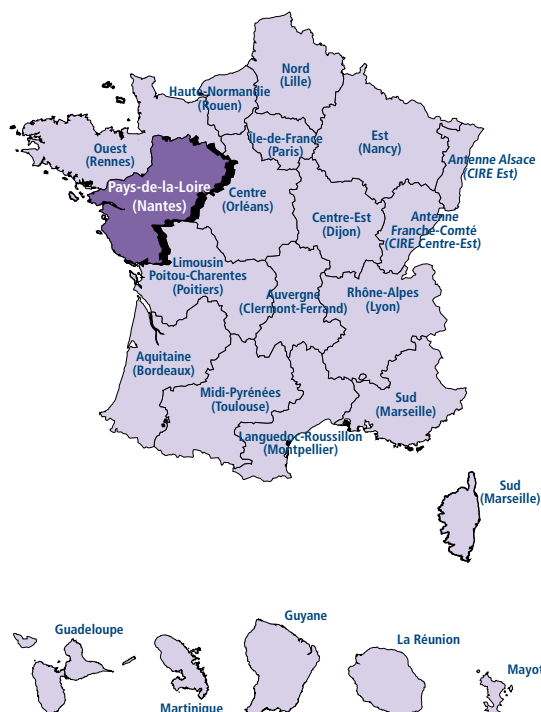 Nord
(Lille)
Haute-Normandie
(Rouen)
Île-de-France
(Paris)
Est
(Nancy)
Ouest
(Rennes)
Antenne Alsace
(CIRE Est)
Pays-de-la-Loire
(Nantes)
Centre
(Orléans)
Centre-Est
(Dijon)
Antenne
Franche-Comté
(CIRE Centre-Est)
Limousin
Poitou-Charentes
(Poitiers)
Auvergne
(Clermont-Ferrand)
Rhône-Alpes
(Lyon)
Aquitaine
(Bordeaux)
Midi-Pyrénées
(Toulouse)
Sud
(Marseille)
Languedoc-Roussillon
(Montpellier)
Sud
(Marseille)
Guadeloupe
Guyane
La Réunion
Mayot
Martinique